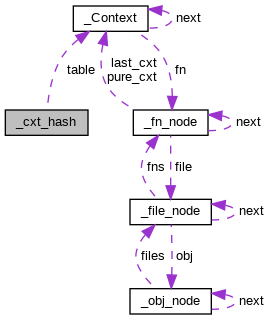 _Context
next
table
last_cxt
pure_cxt
fn
_cxt_hash
_fn_node
next
fns
file
_file_node
next
files
obj
_obj_node
next